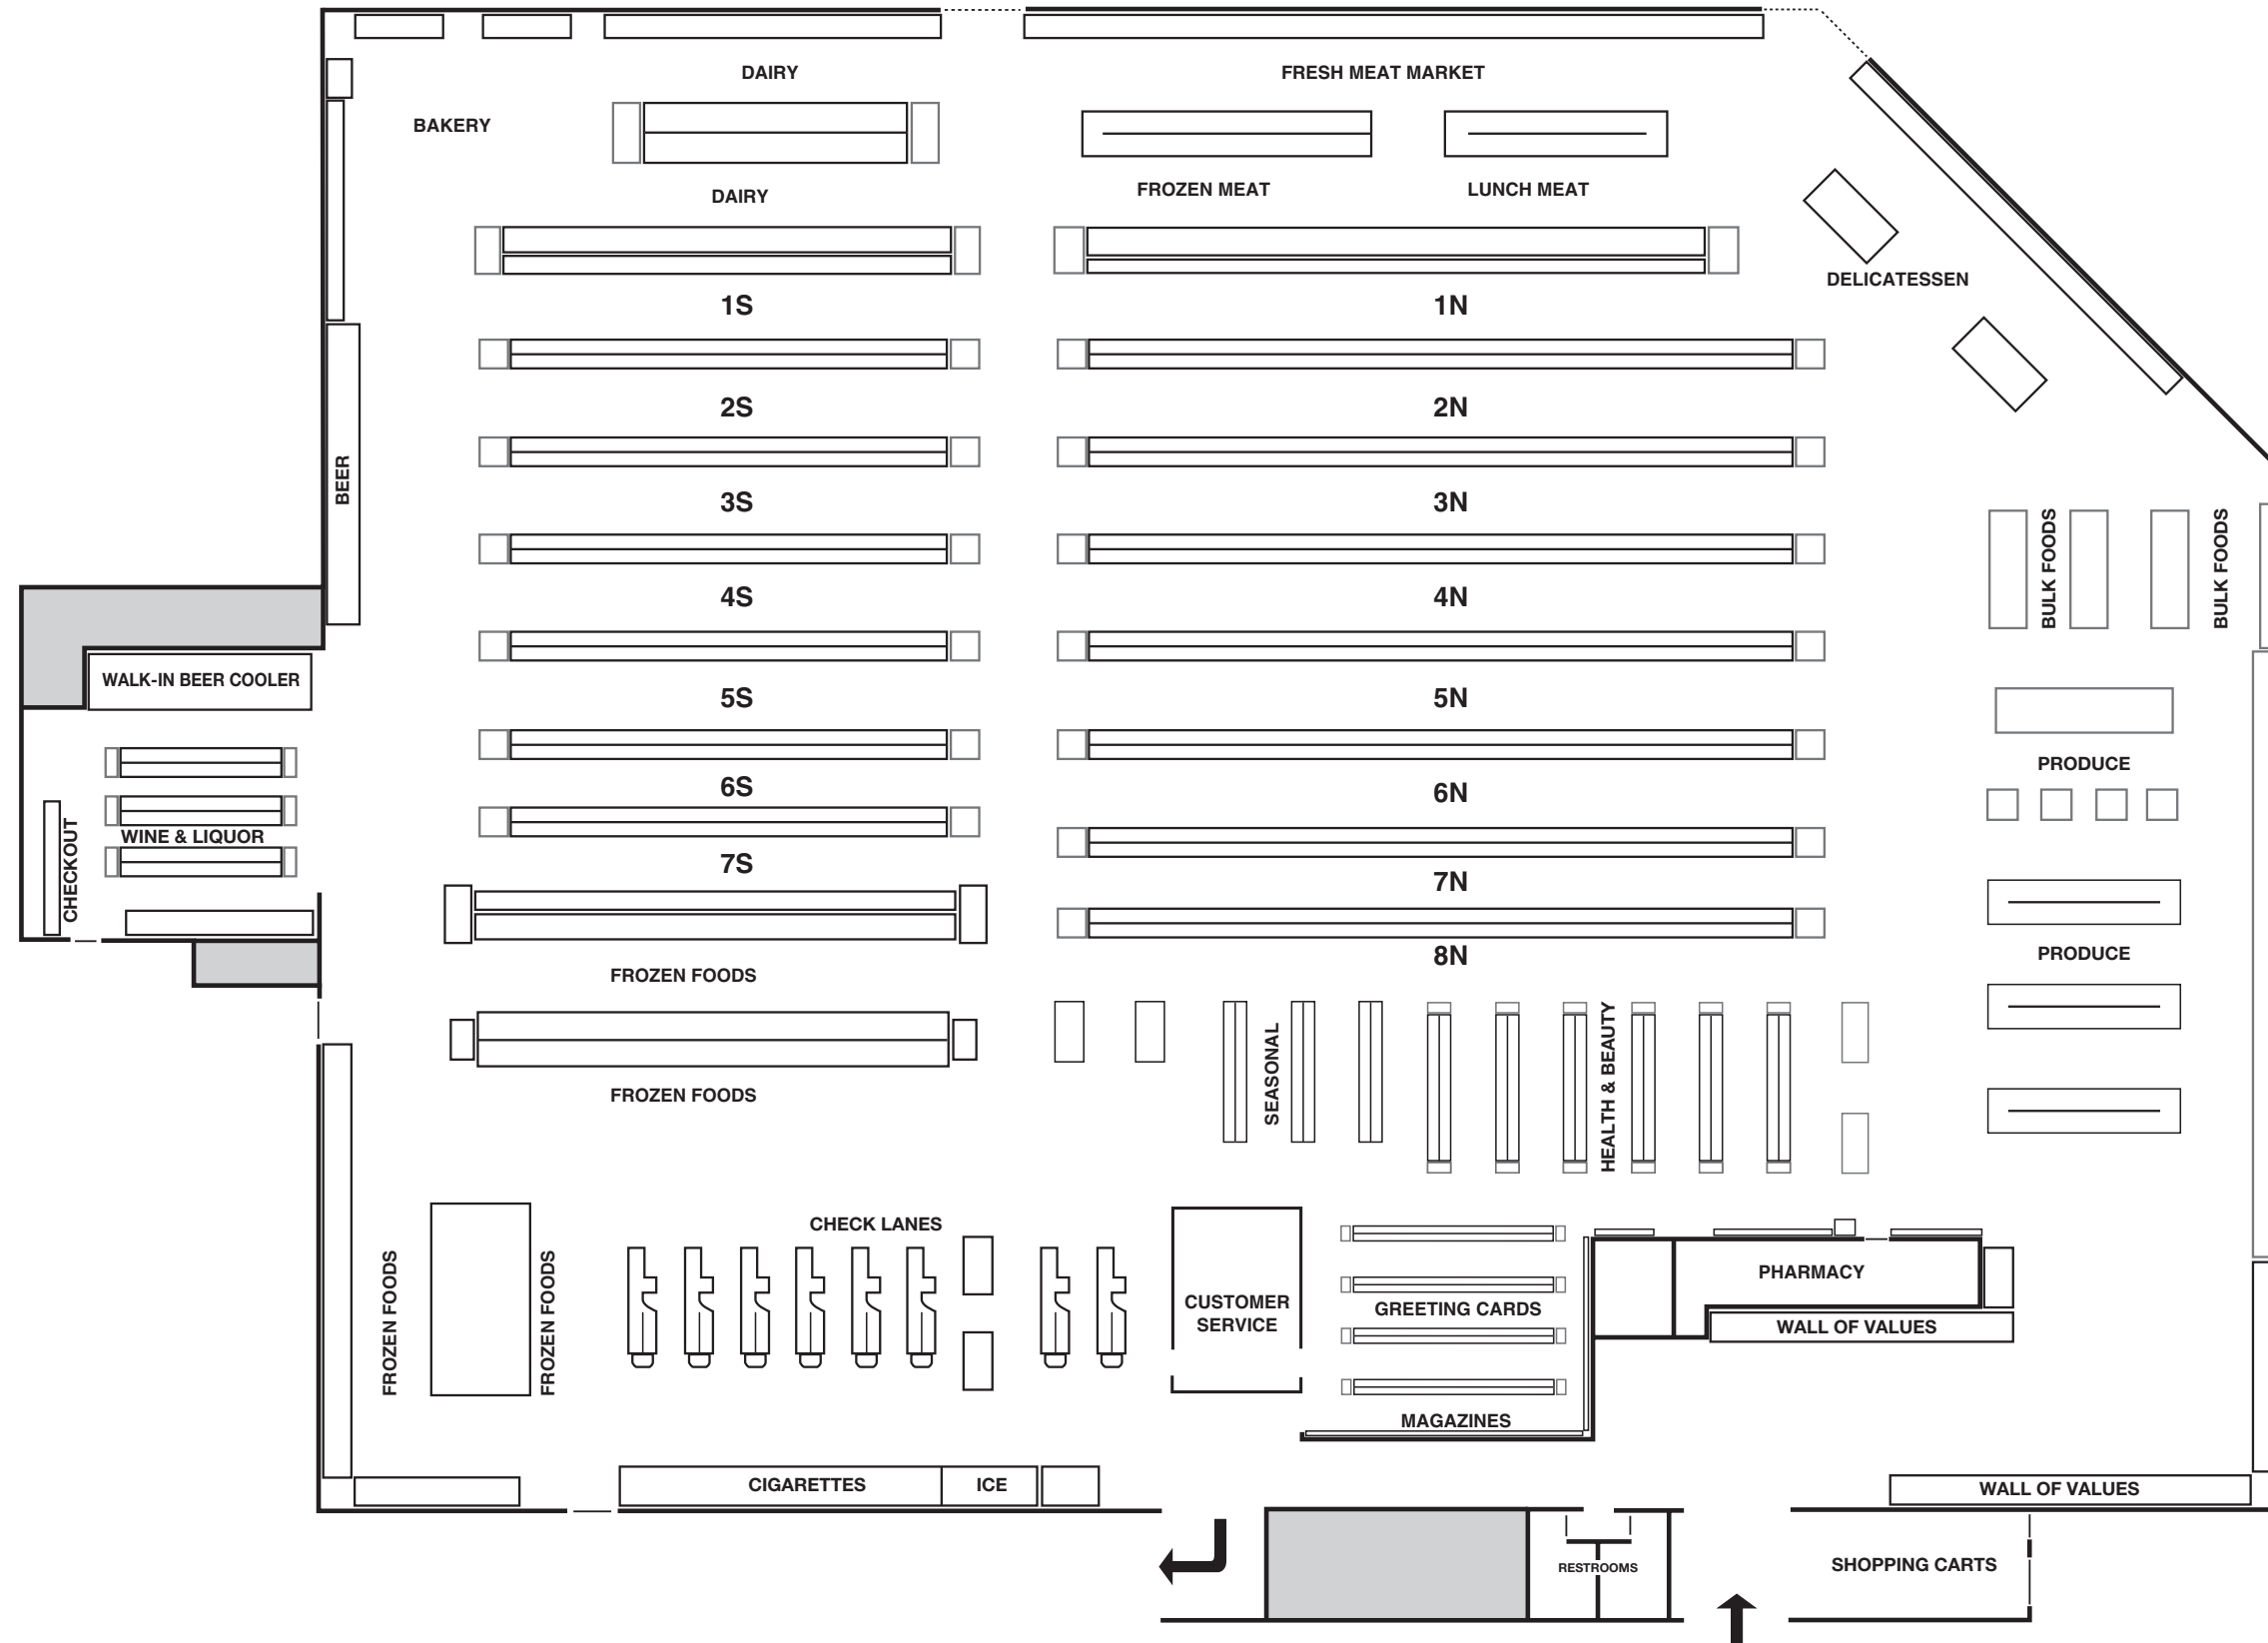 DAIRY
FRESH MEAT MARKET
BAKERY
DAIRY
FROZEN MEAT
LUNCH MEAT
DELICATESSEN
1S
1N
2S
2N
BEER
3S
3N
BULK FOODS
BULK FOODS
4S
4N
WALK-IN BEER COOLER
5S
5N
PRODUCE
6S
6N
WINE & LIQUOR
CHECKOUT
7S
7N
PRODUCE
8N
FROZEN FOODS
SEASONAL
HEALTH & BEAUTY
FROZEN FOODS
CHECK LANES
FROZEN FOODS
FROZEN FOODS
CUSTOMER
SERVICE
GREETING CARDS
PHARMACY
WALL OF VALUES
MAGAZINES
CIGARETTES
ICE
WALL OF VALUES
RESTROOMS
SHOPPING CARTS